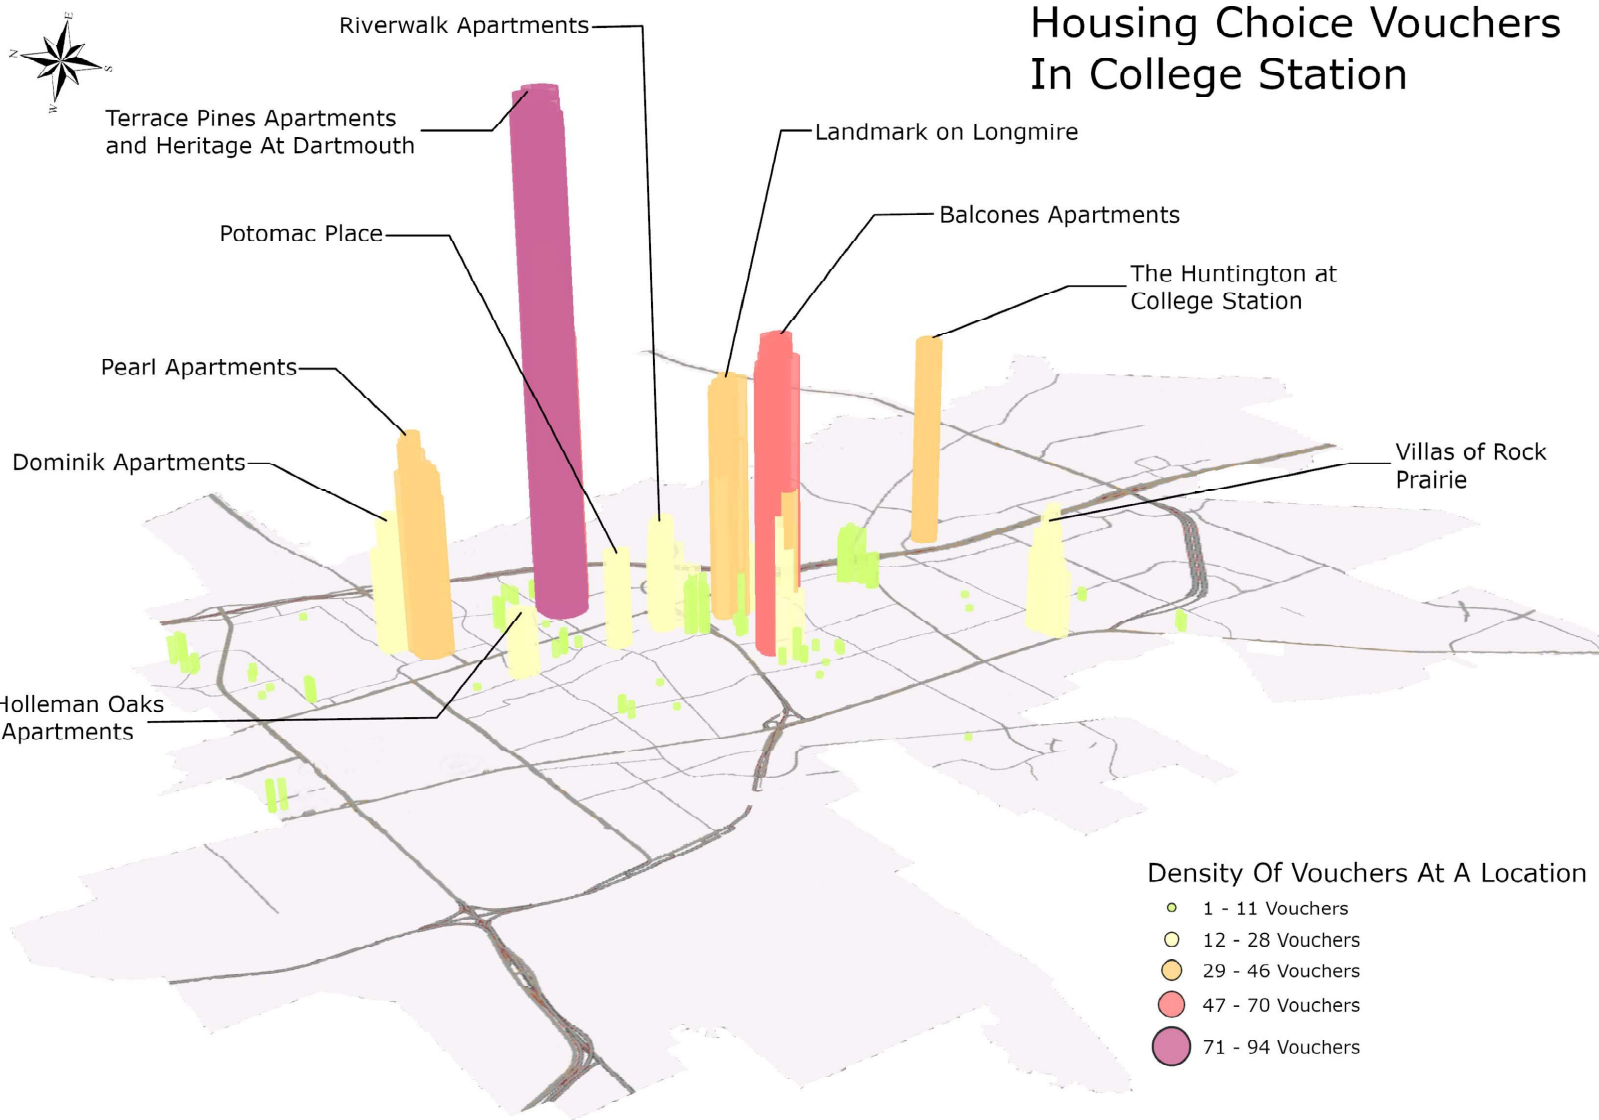 Housing Choice Vouchers
In College Station
E
N
S
W
Riverwalk Apartments
Terrace Pines Apartments
and Heritage At Dartmouth
Landmark on Longmire
Potomac Place
Balcones Apartments
The Huntington at
College Station
Pearl Apartments
Dominik Apartments
Villas of Rock
Prairie
Holleman Oaks
Apartments
Density Of Vouchers At A Location
1 - 11 Vouchers
12 - 28 Vouchers
29 - 46 Vouchers
47 - 70 Vouchers
71 - 94 Vouchers